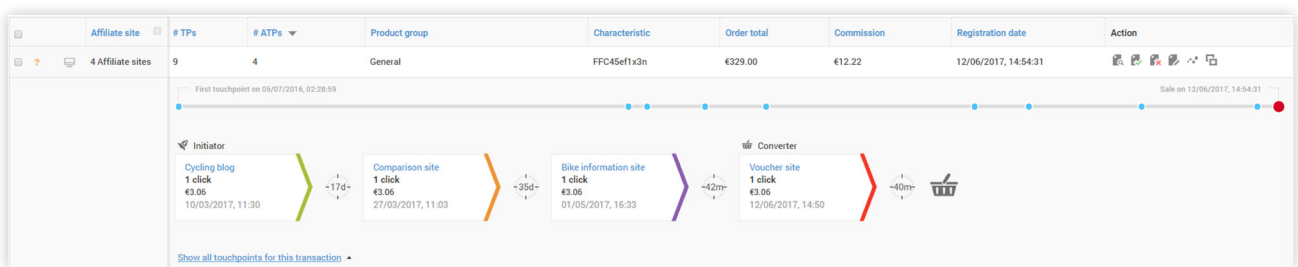 Affiliate site # TPs # ATPs Product group Characteristic Order total Commission Registration date Action
? 4 Affiliate sites 9 4 General FFC45ef1x3n €329.00 €12.22 12/06/2017, 14:54:31
First touchpoint on 05/07/2016, 02:28:59 Sale on 12/06/2017, 14:54:31
Initiator Converter
Cycling blog Comparison site Bike information site Voucher site
1 click 1 click 1 click 1 click
€3.06 -17d- €3.06 -35d- €3.06 -42m- €3.06 -40m-
10/03/2017, 11:30 27/03/2017, 11:03 01/05/2017, 16:33 12/06/2017, 14:50
Show all touchpoints for this transaction